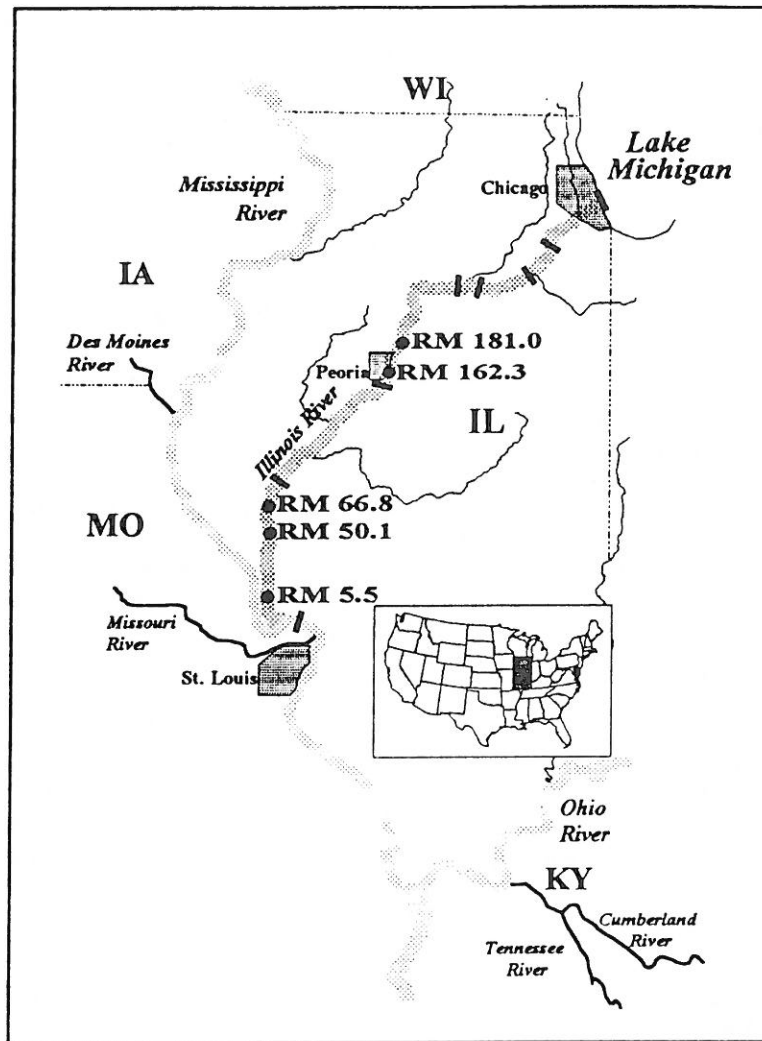 WI
Lake
Michigan
Chicago
Mississippi
River
IA
Des Moines
River
RM 181.0
Peoria
RM 162.3
Illinois River
IL
RM 66.8
MO
RM 50.1
RM 5.5
Missouri
River
St. Louis
Ohio
River
KY
Cumberland
River
Tennessee
River